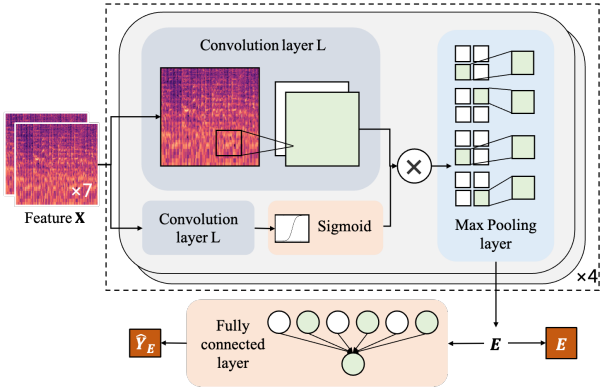 Convolution layer L
×7
Feature X
Convolution
layer L
Sigmoid
×
Max Pooling
layer
×4
Fully
connected
layer
Ŷ_E
E
E